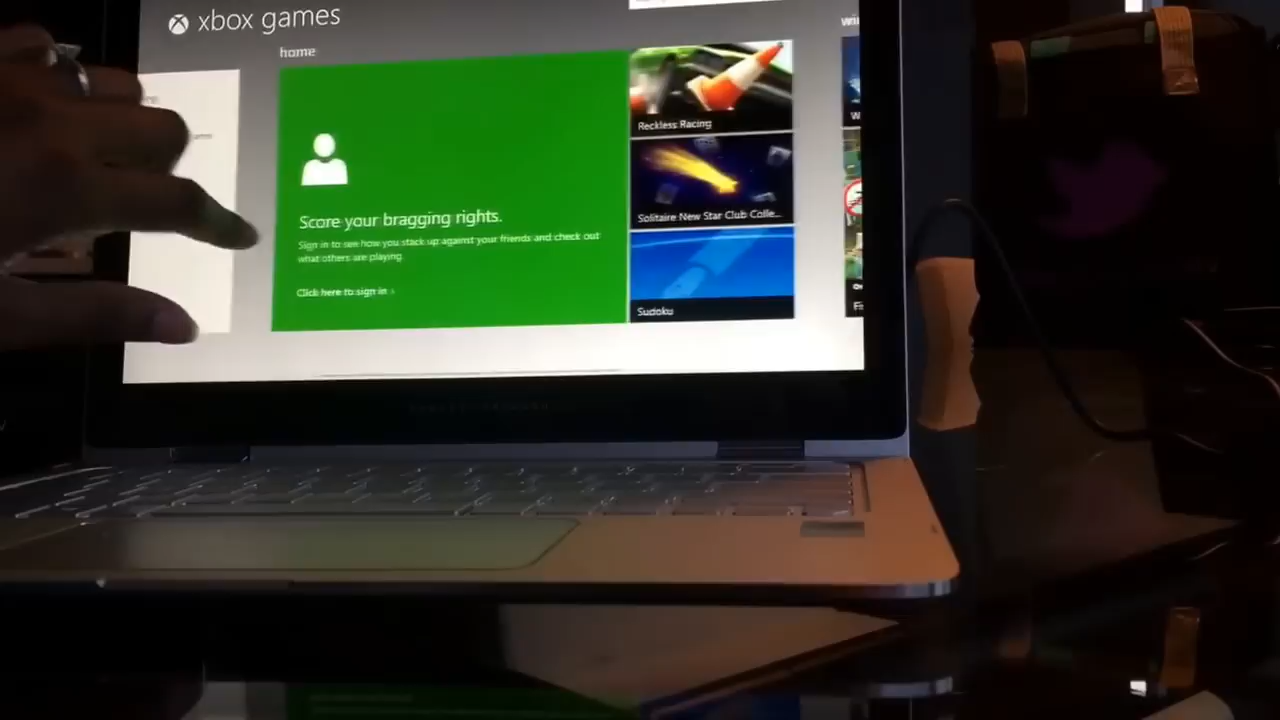 xbox games
home
wi
Reckless Racing
Score your bragging rights.
Sign in to see how you stack up against your friends and check out
what others are playing
Click here to sign in
Solitaire New Star Club Colle...
Sudoku
W
Fi